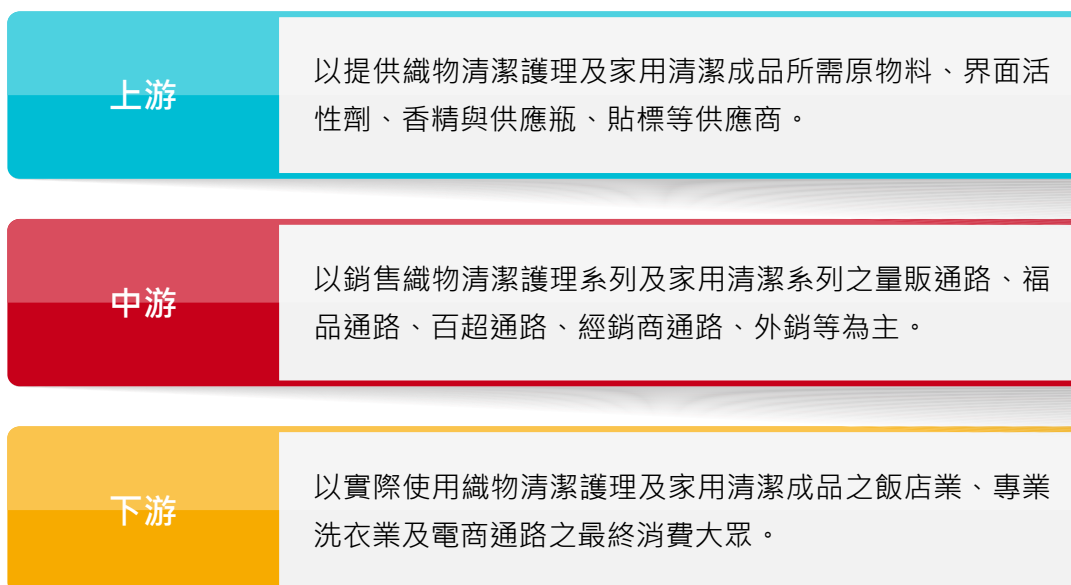 上游
以提供織物清潔護理及家用清潔成品所需原物料、界面活
性劑、香精與供應瓶、貼標等供應商。
中游
以銷售織物清潔護理系列及家用清潔系列之量販通路、福
品通路、百超通路、經銷商通路、外銷等為主。
下游
以實際使用織物清潔護理及家用清潔成品之飯店業、專業
洗衣業及電商通路之最終消費大眾。